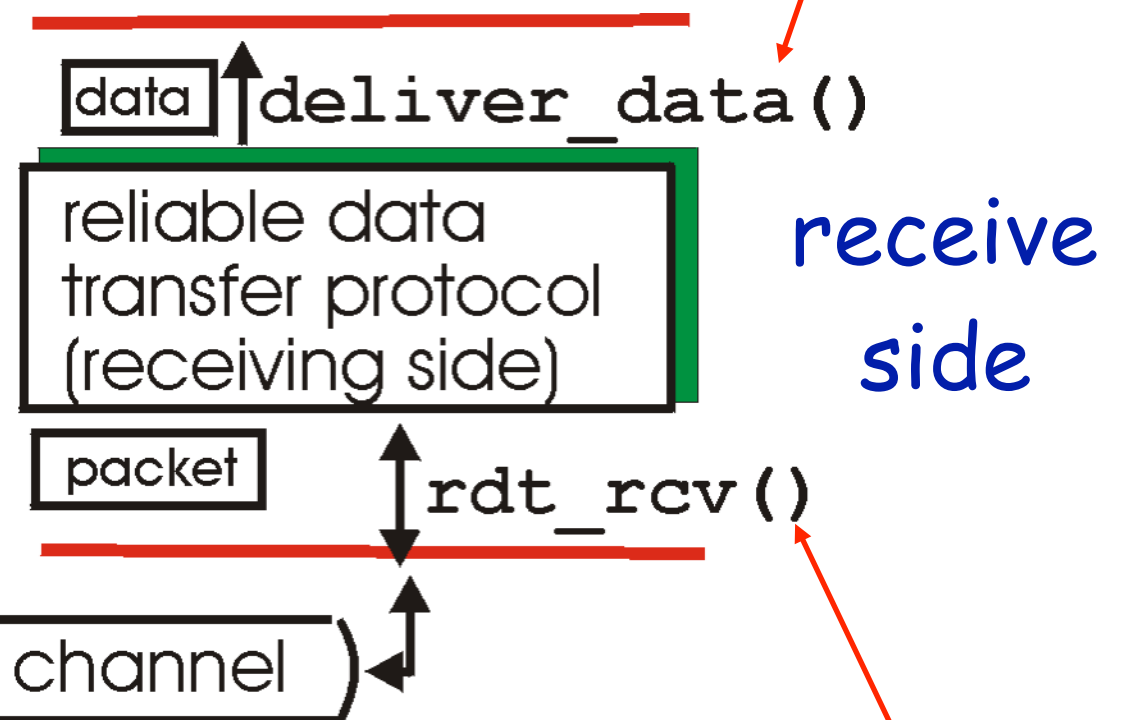 data deliver_data()
reliable data
transfer protocol
(receiving side)
receive
side
packet
rdt_rcv()
channel